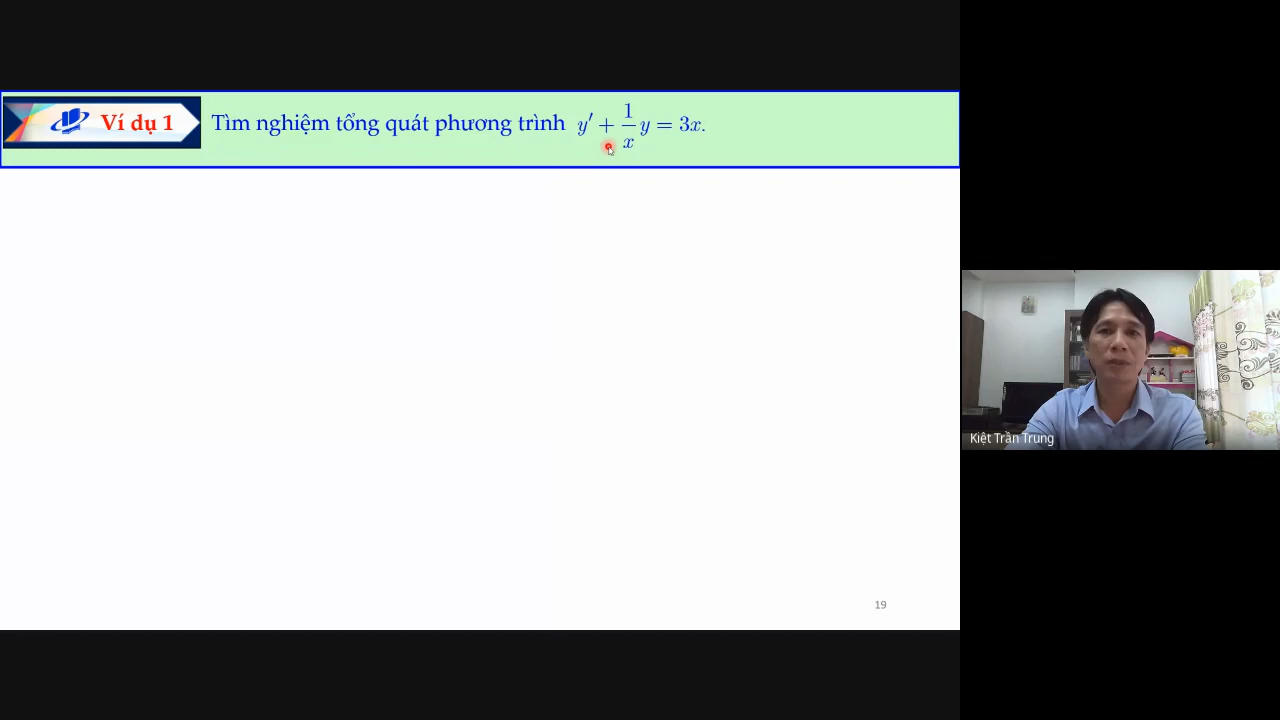 Ví dụ 1 Tìm nghiệm tổng quát phương trình y′ + 1/x y = 3x.
Kiệt Trần Trung
19